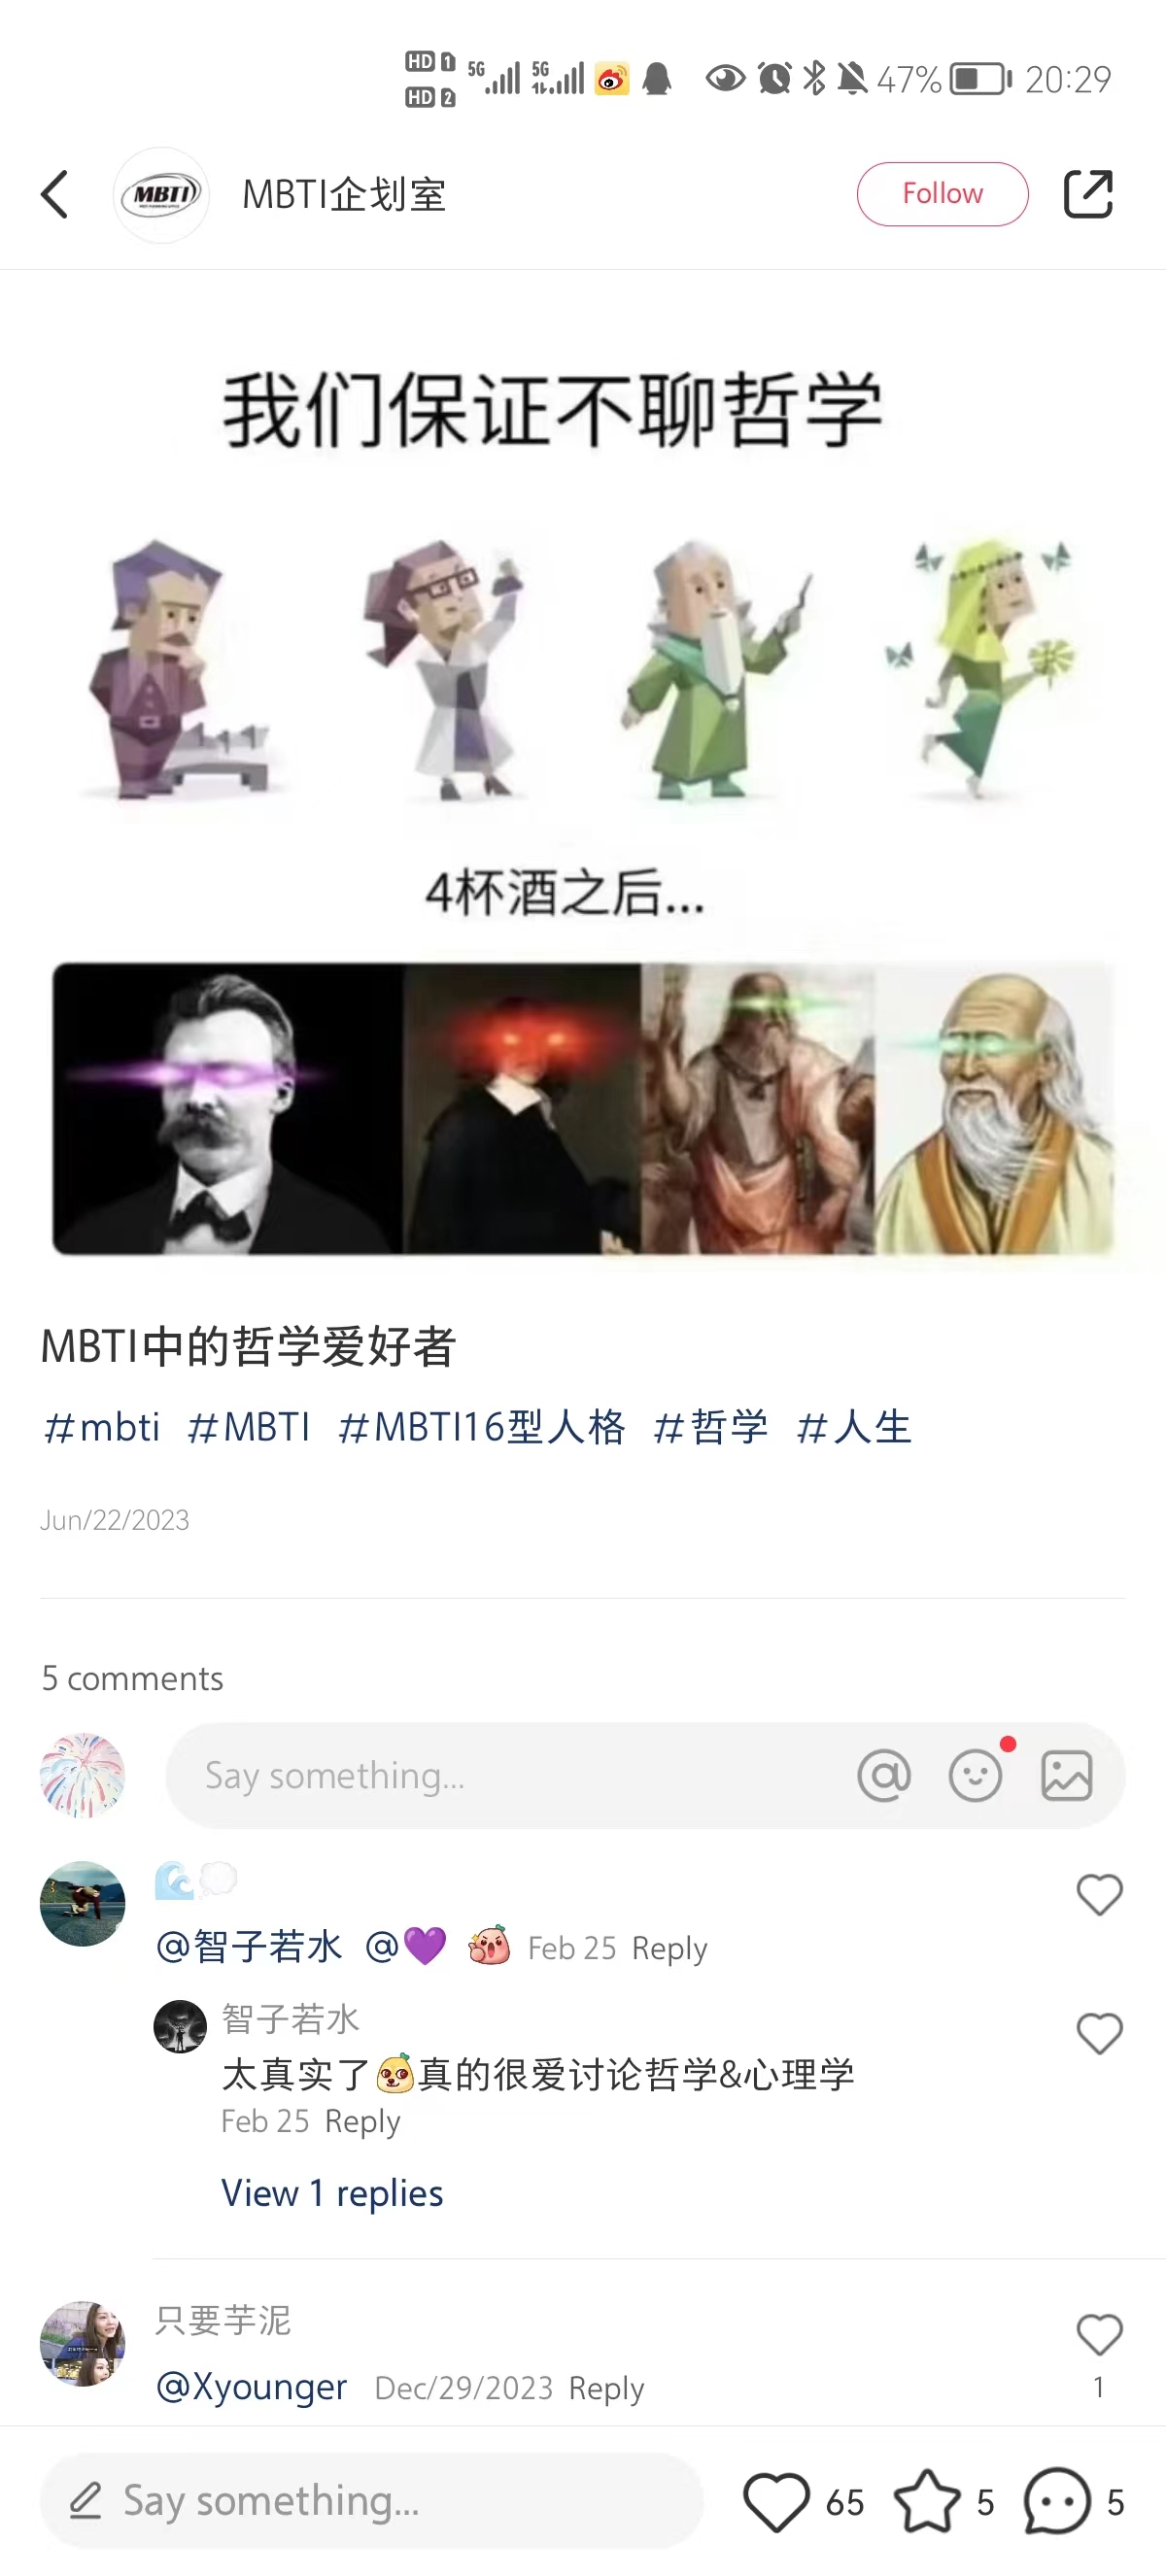 HD 1 5G 5G 47% 20:29
HD 2
MBTI MBTI企划室 Follow
我们保证不聊哲学
4杯酒之后...
MBTI中的哲学爱好者
#mbti #MBTI #MBTI16型人格 #哲学 #人生
Jun/22/2023
5 comments
Say something...
@智子若水 @💜 Feb 25 Reply
智子若水
太真实了真的很爱讨论哲学&心理学
Feb 25 Reply
View 1 replies
只要芋泥
@Xyounger Dec/29/2023 Reply
1
Say something... 65 5 5